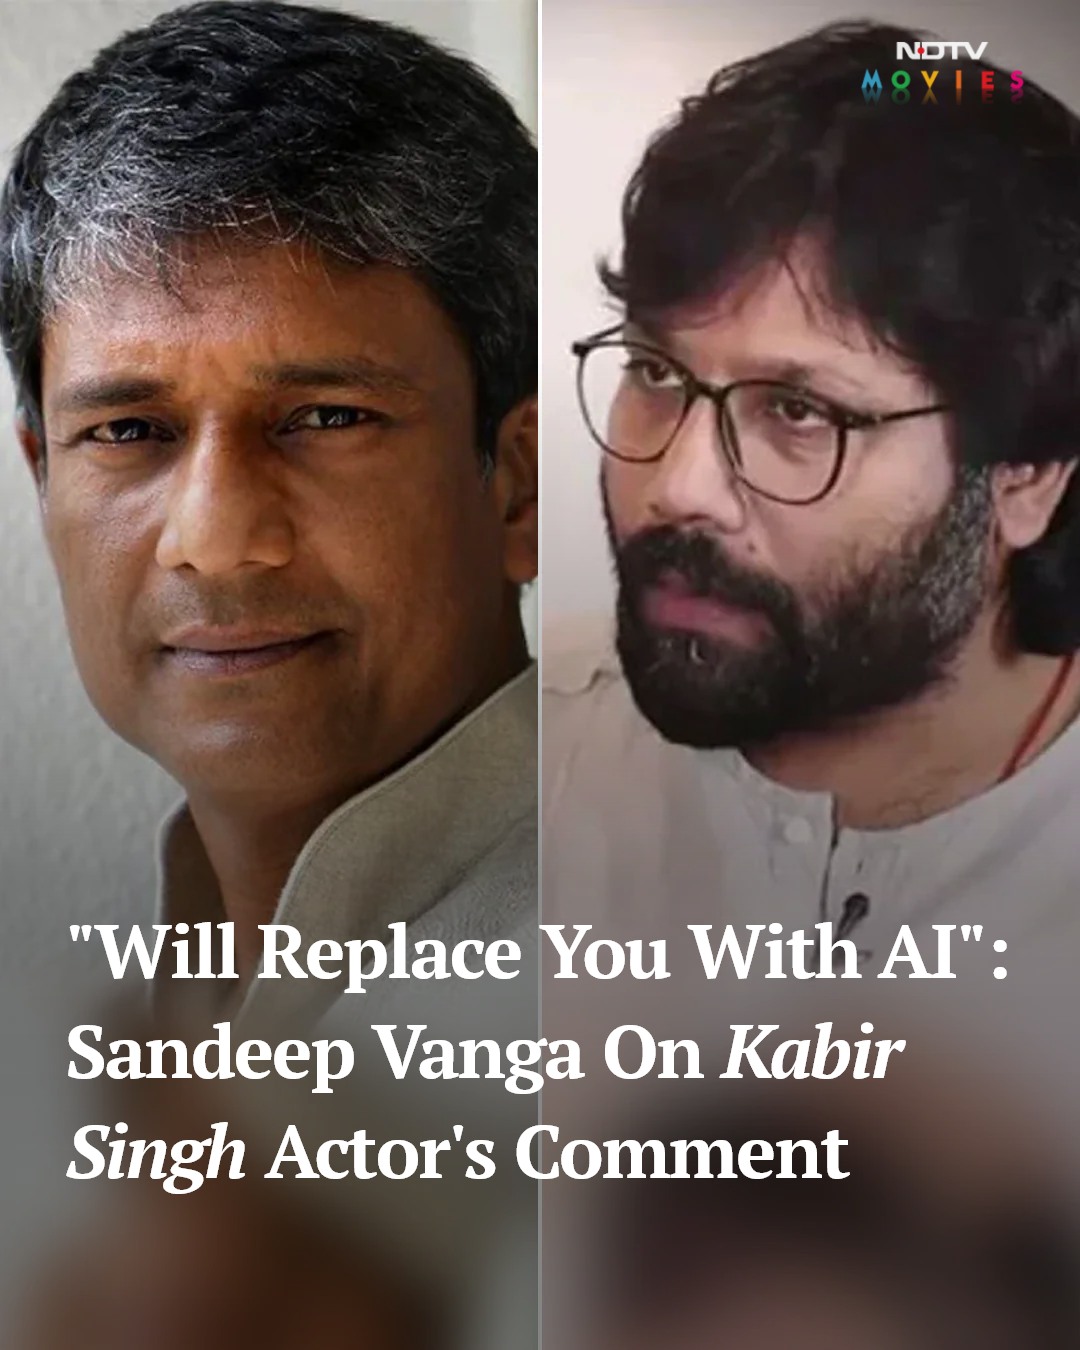 NDTV
MOVIES
"Will Replace You With AI":
Sandeep Vanga On Kabir
Singh Actor's Comment